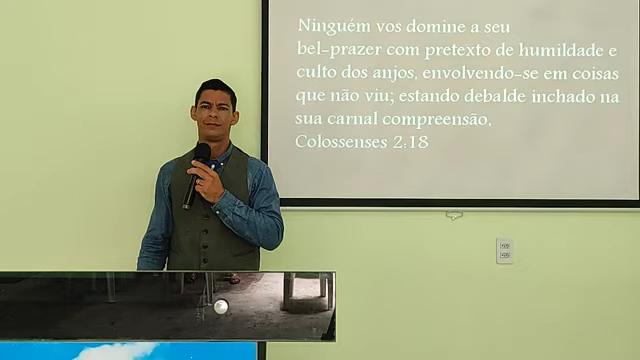 Ninguém vos domine a seu
bel-prazer com pretexto de humildade e
culto dos anjos, envolvendo-se em coisas
que não viu; estando debalde inchado na
sua carnal compreensão,
Colossenses 2:18